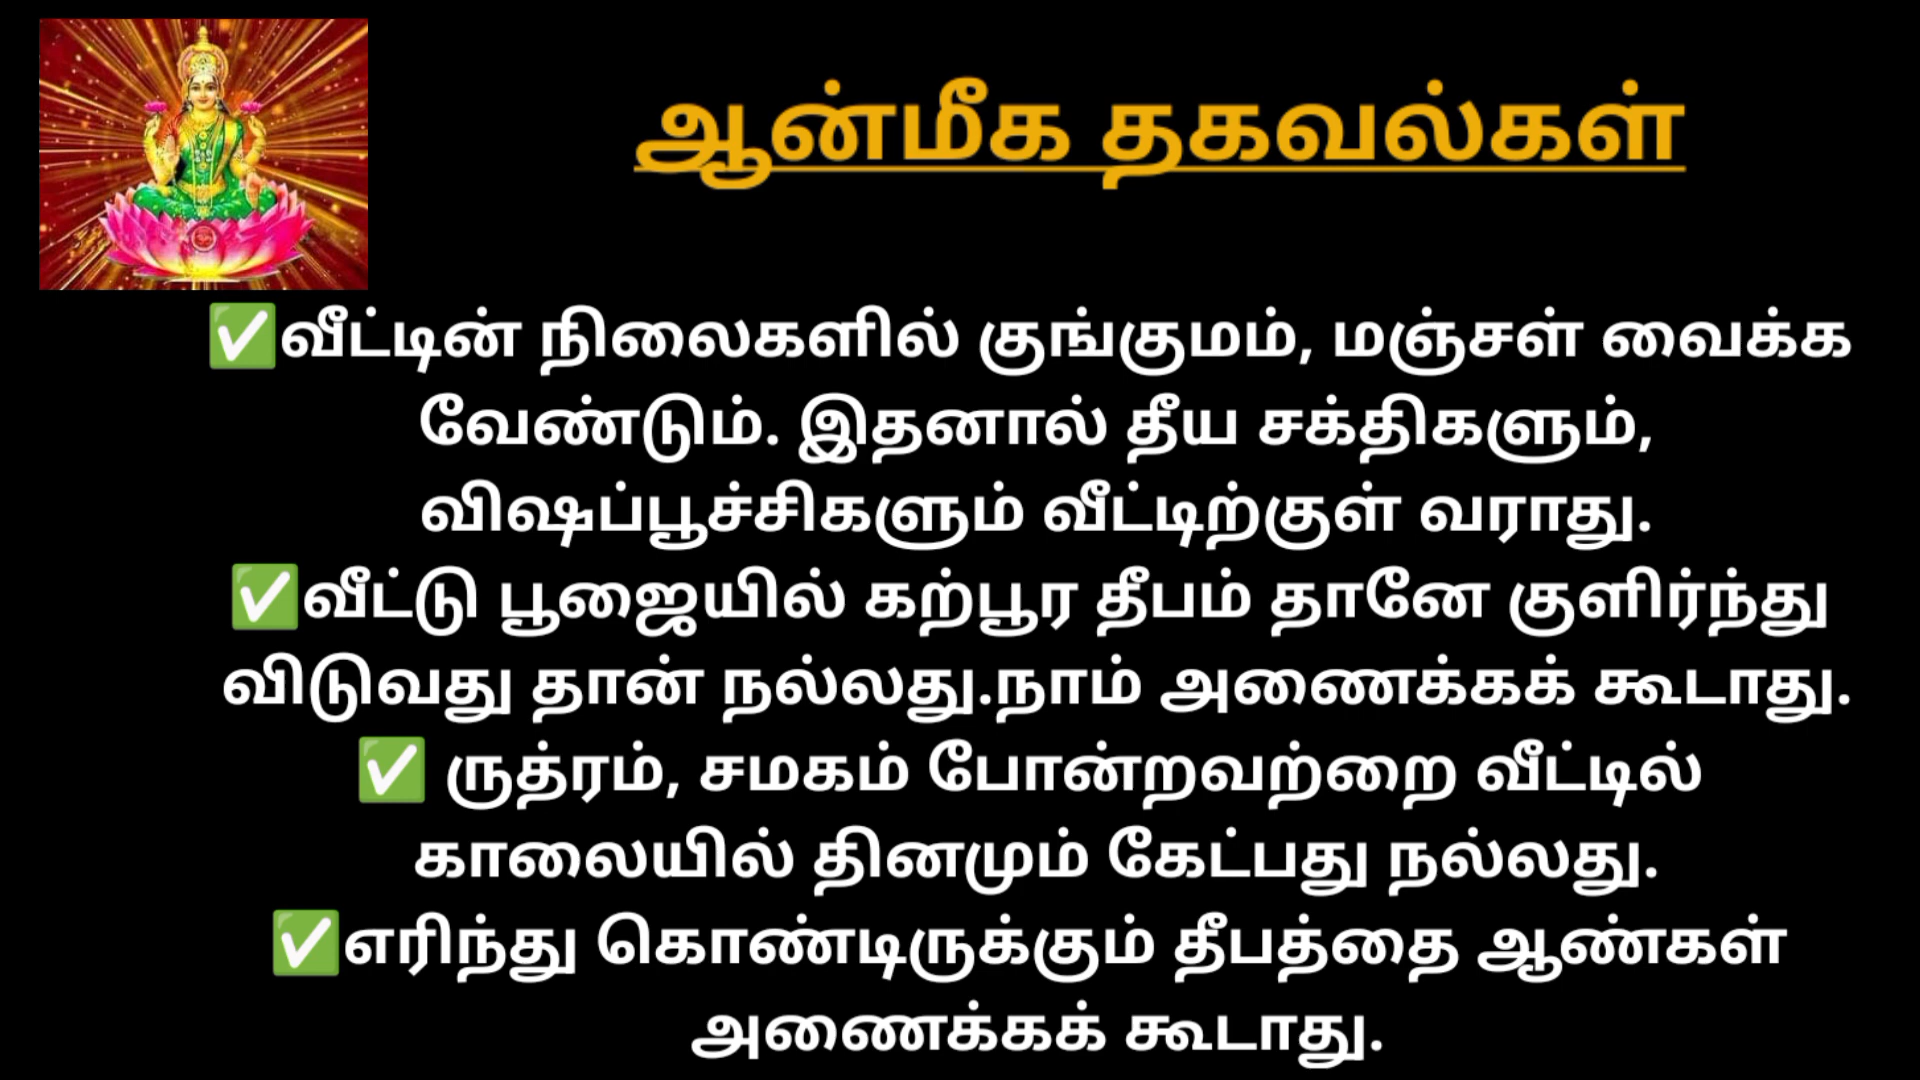 ஆன்மீக தகவல்கள்
✅வீட்டின் நிலைகளில் குங்குமம், மஞ்சள் வைக்க
வேண்டும். இதனால் தீய சக்திகளும்,
விஷப்பூச்சிகளும் வீட்டிற்குள் வராது.
✅வீட்டு பூஜையில் கற்பூர தீபம் தானே குளிர்ந்து
விடுவது தான் நல்லது.நாம் அணைக்கக் கூடாது.
✅ ருத்ரம், சமகம் போன்றவற்றை வீட்டில்
காலையில் தினமும் கேட்பது நல்லது.
✅எரிந்து கொண்டிருக்கும் தீபத்தை ஆண்கள்
அணைக்கக் கூடாது.